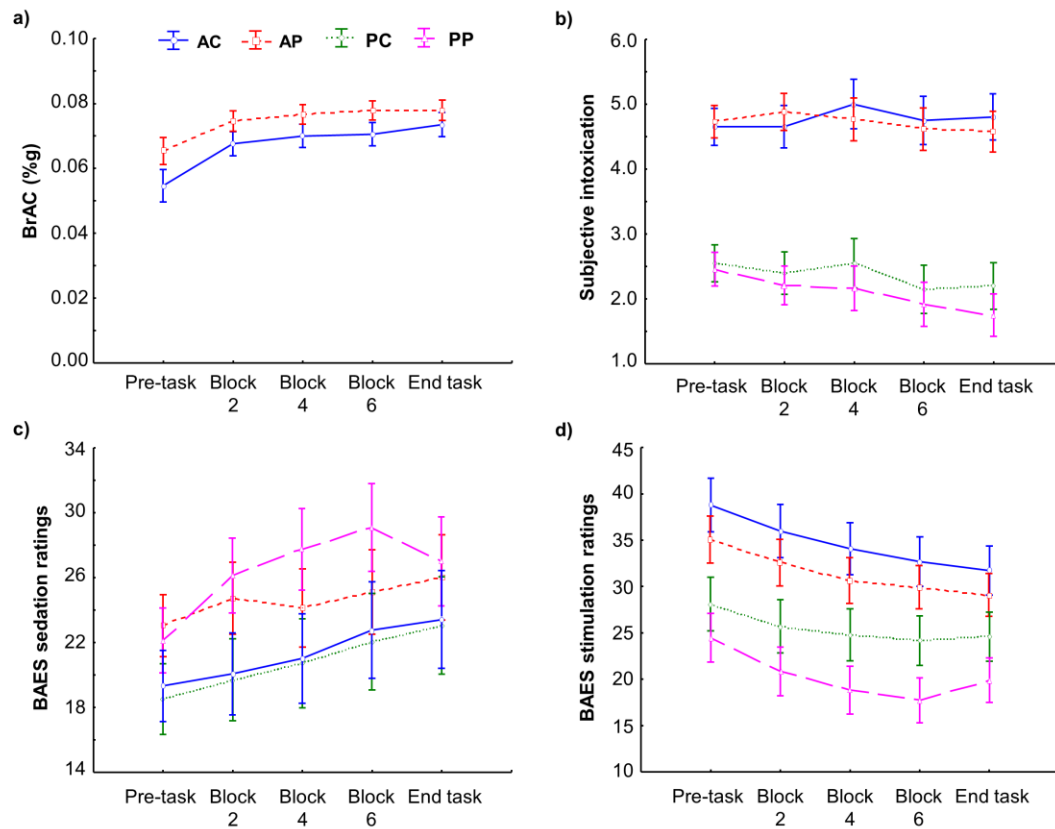 a)
0.10
0.08
0.06
0.04
0.02
0.00
BrAC (%g)
AC AP PC PP
Pre-task Block 2 Block 4 Block 6 End task
b)
6.0
5.0
4.0
3.0
2.0
1.0
Subjective intoxication
Pre-task Block 2 Block 4 Block 6 End task
c)
34
30
26
22
18
14
BAES sedation ratings
Pre-task Block 2 Block 4 Block 6 End task
d)
45
40
35
30
25
20
15
10
BAES stimulation ratings
Pre-task Block 2 Block 4 Block 6 End task